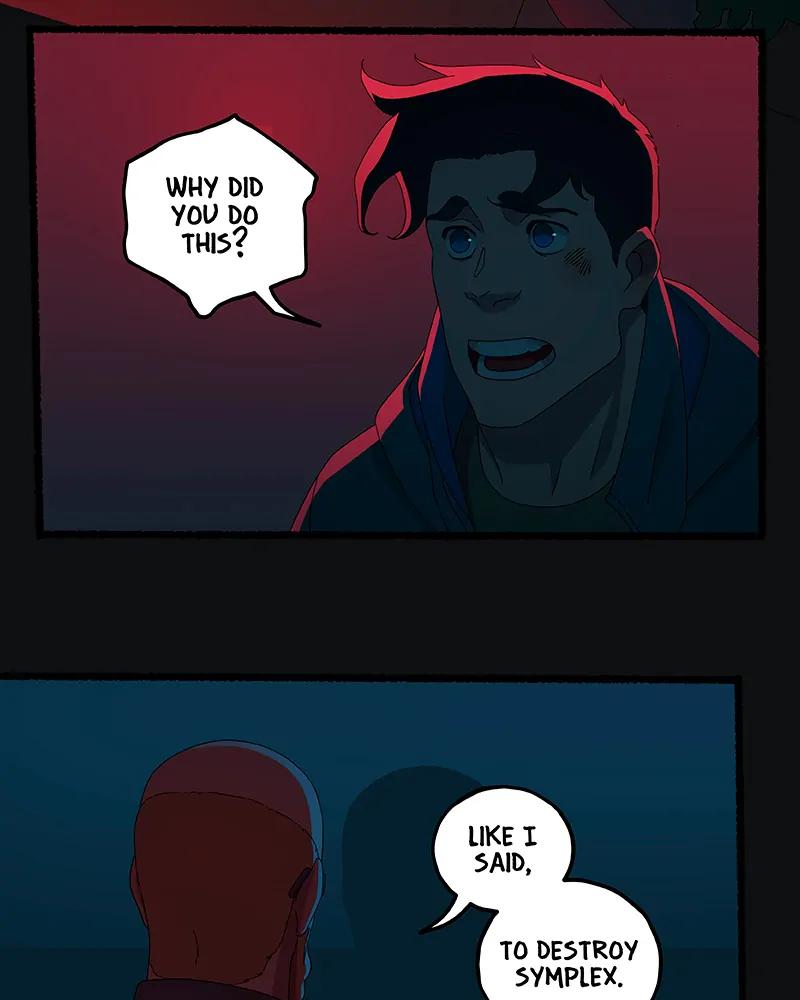 WHY DID
YOU DO
THIS?
LIKE I
SAID,
TO DESTROY
SYMPLEX.